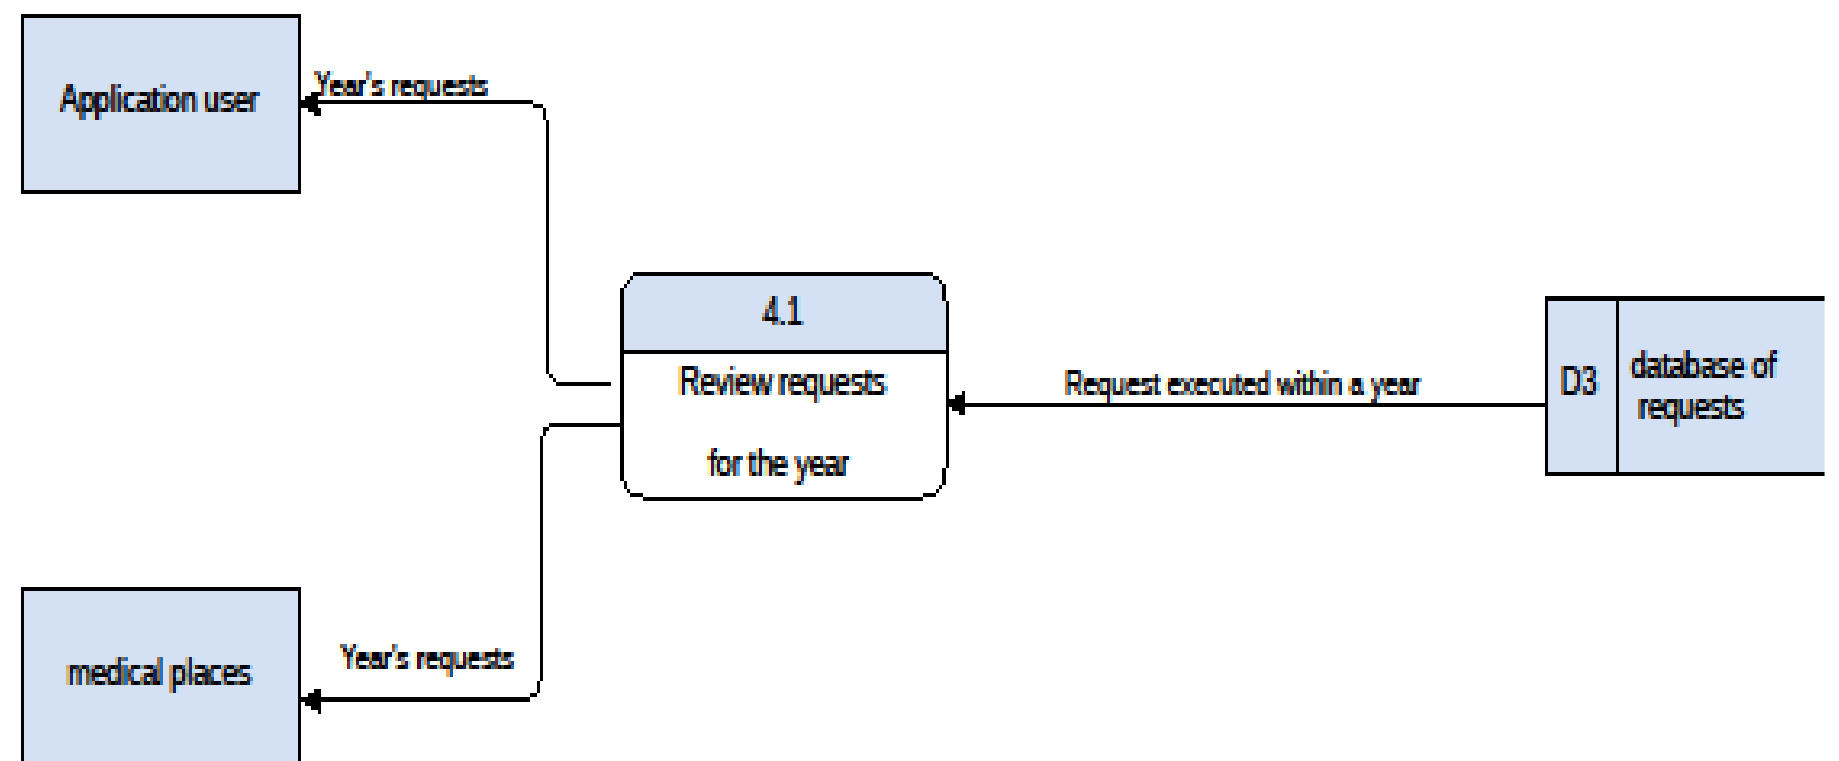 Application user
Year's requests
4.1
Review requests
for the year
Request executed within a year
D3
database of
requests
Year's requests
medical places